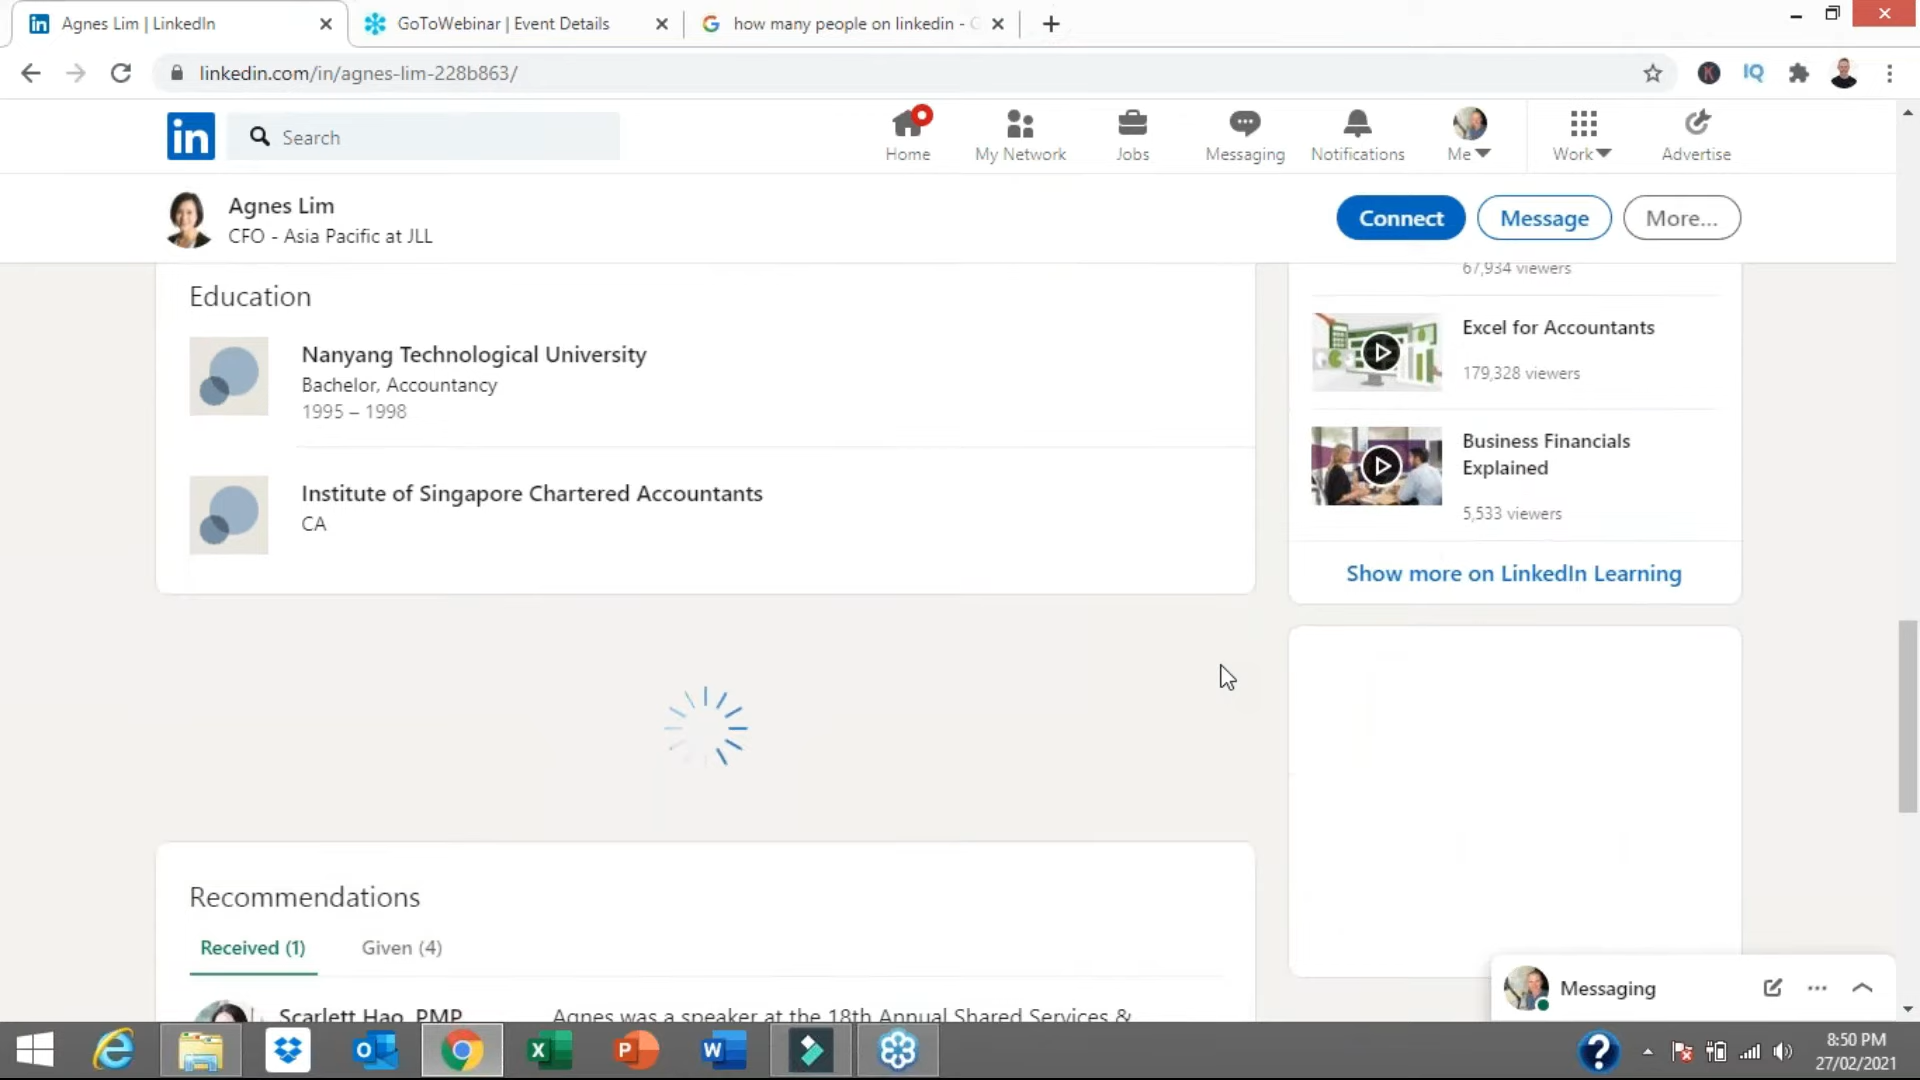 Agnes Lim | LinkedIn
GoToWebinar | Event Details
how many people on linkedin -
linkedin.com/in/agnes-lim-228b863/
K
IQ
in
Search
Home
My Network
Jobs
Messaging
Notifications
Me
Work
Advertise
Agnes Lim
CFO - Asia Pacific at JLL
Connect
Message
More...
Education
Nanyang Technological University
Bachelor, Accountancy
1995 – 1998
Institute of Singapore Chartered Accountants
CA
67,934 viewers
Excel for Accountants
179,328 viewers
Business Financials
Explained
5,533 viewers
Show more on LinkedIn Learning
Recommendations
Received (1)
Given (4)
Scarlett Hao, PMP
Agnes was a speaker at the 18th Annual Shared Services &
Messaging
8:50 PM
27/02/2021